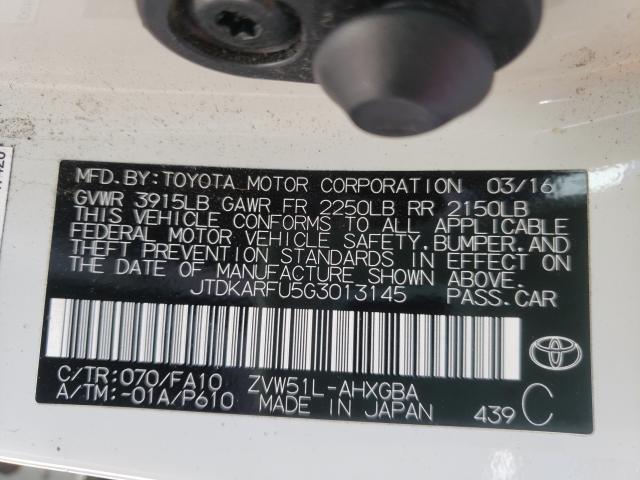 MFD.BY:TOYOTA MOTOR CORPORATION 03/16
GVWR 3915LB GAWR FR 2250LB RR 2150LB
THIS VEHICLE CONFORMS TO ALL APPLICABLE
FEDERAL MOTOR VEHICLE SAFETY.BUMPER.AND
THEFT PREVENTION STANDARDS IN EFFECT ON
THE DATE OF MANUFACTURE SHOWN ABOVE.
JTDKARFU5G3013145 PASS.CAR
C/TR:070/FA10 ZVW51L-AHXGBA
A/TM:-01A/P610 MADE IN JAPAN 439 C